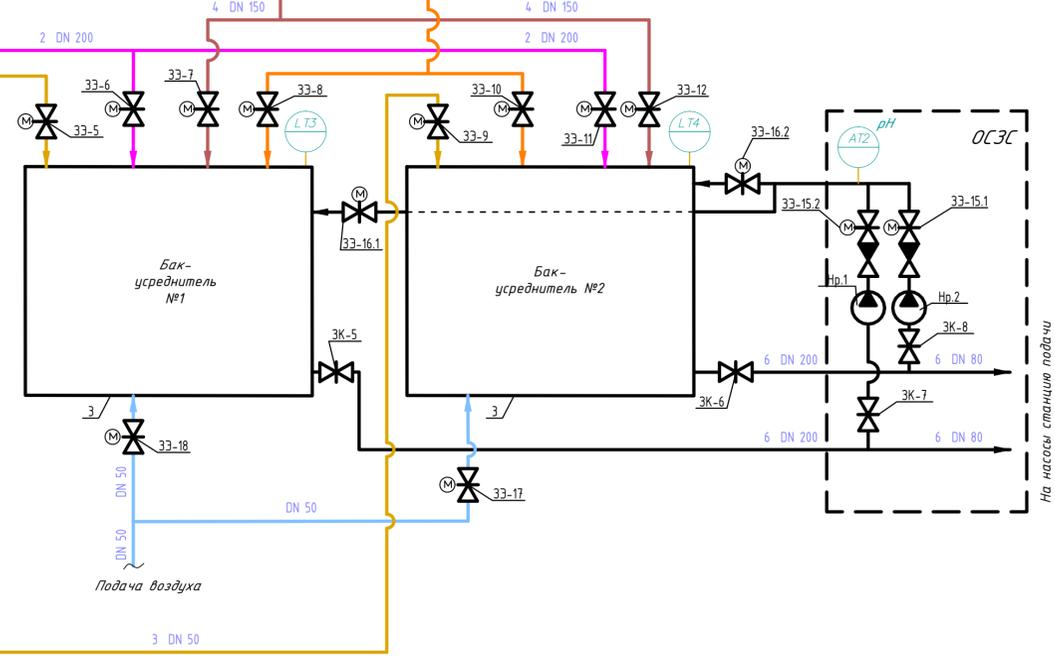 4 DN 150
4 DN 150
2 DN 200
2 DN 200
ЗЭ-5
ЗЭ-6
ЗЭ-7
ЗЭ-8
ЗЭ-9
ЗЭ-10
ЗЭ-11
ЗЭ-12
M
M
M
M
M
M
M
M
LT3
LT4
ЗЭ-16.2
M
AT2
pH
ОСЗС
ЗЭ-15.2
M
ЗЭ-15.1
M
M
ЗЭ-16.1
Бак-
усреднитель
№1
Бак-
усреднитель №2
Нр.1
Нр.2
ЗК-5
ЗК-8
6 DN 200
6 DN 80
ЗК-6
ЗК-7
3
3
M
ЗЭ-18
6 DN 200
6 DN 80
На насосы станцию подачи
M
ЗЭ-17
DN 50
DN 50
DN 50
Подача воздуха
3 DN 50